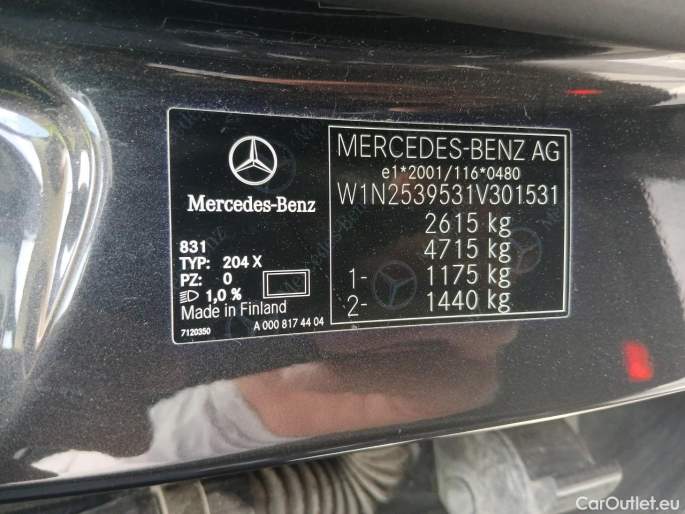 Mercedes-Benz
831
TYP: 204 X
PZ: 0
1,0 %
Made in Finland
7120350
A 000 817 44 04
MERCEDES-BENZ AG
e1*2001/116*0480
W1N2539531V301531
2615 kg
4715 kg
1- 1175 kg
2- 1440 kg
CarOutlet.eu